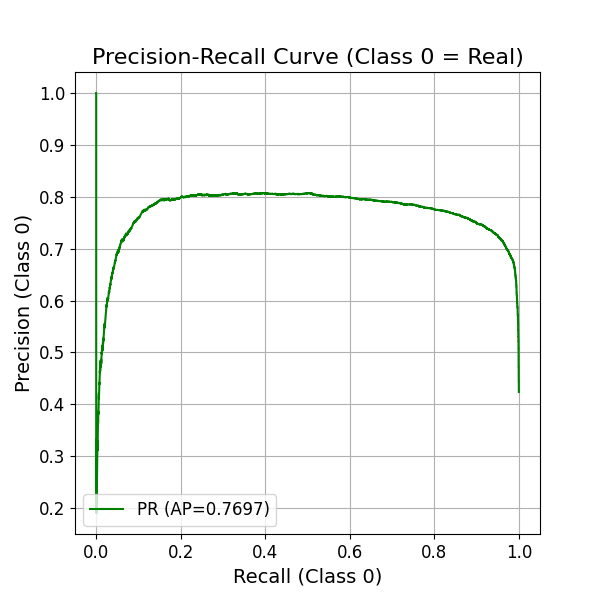 Precision-Recall Curve (Class 0 = Real)
1.0
0.9
0.8
0.7
0.6
0.5
0.4
0.3
0.2
Precision (Class 0)
PR (AP=0.7697)
0.0 0.2 0.4 0.6 0.8 1.0
Recall (Class 0)